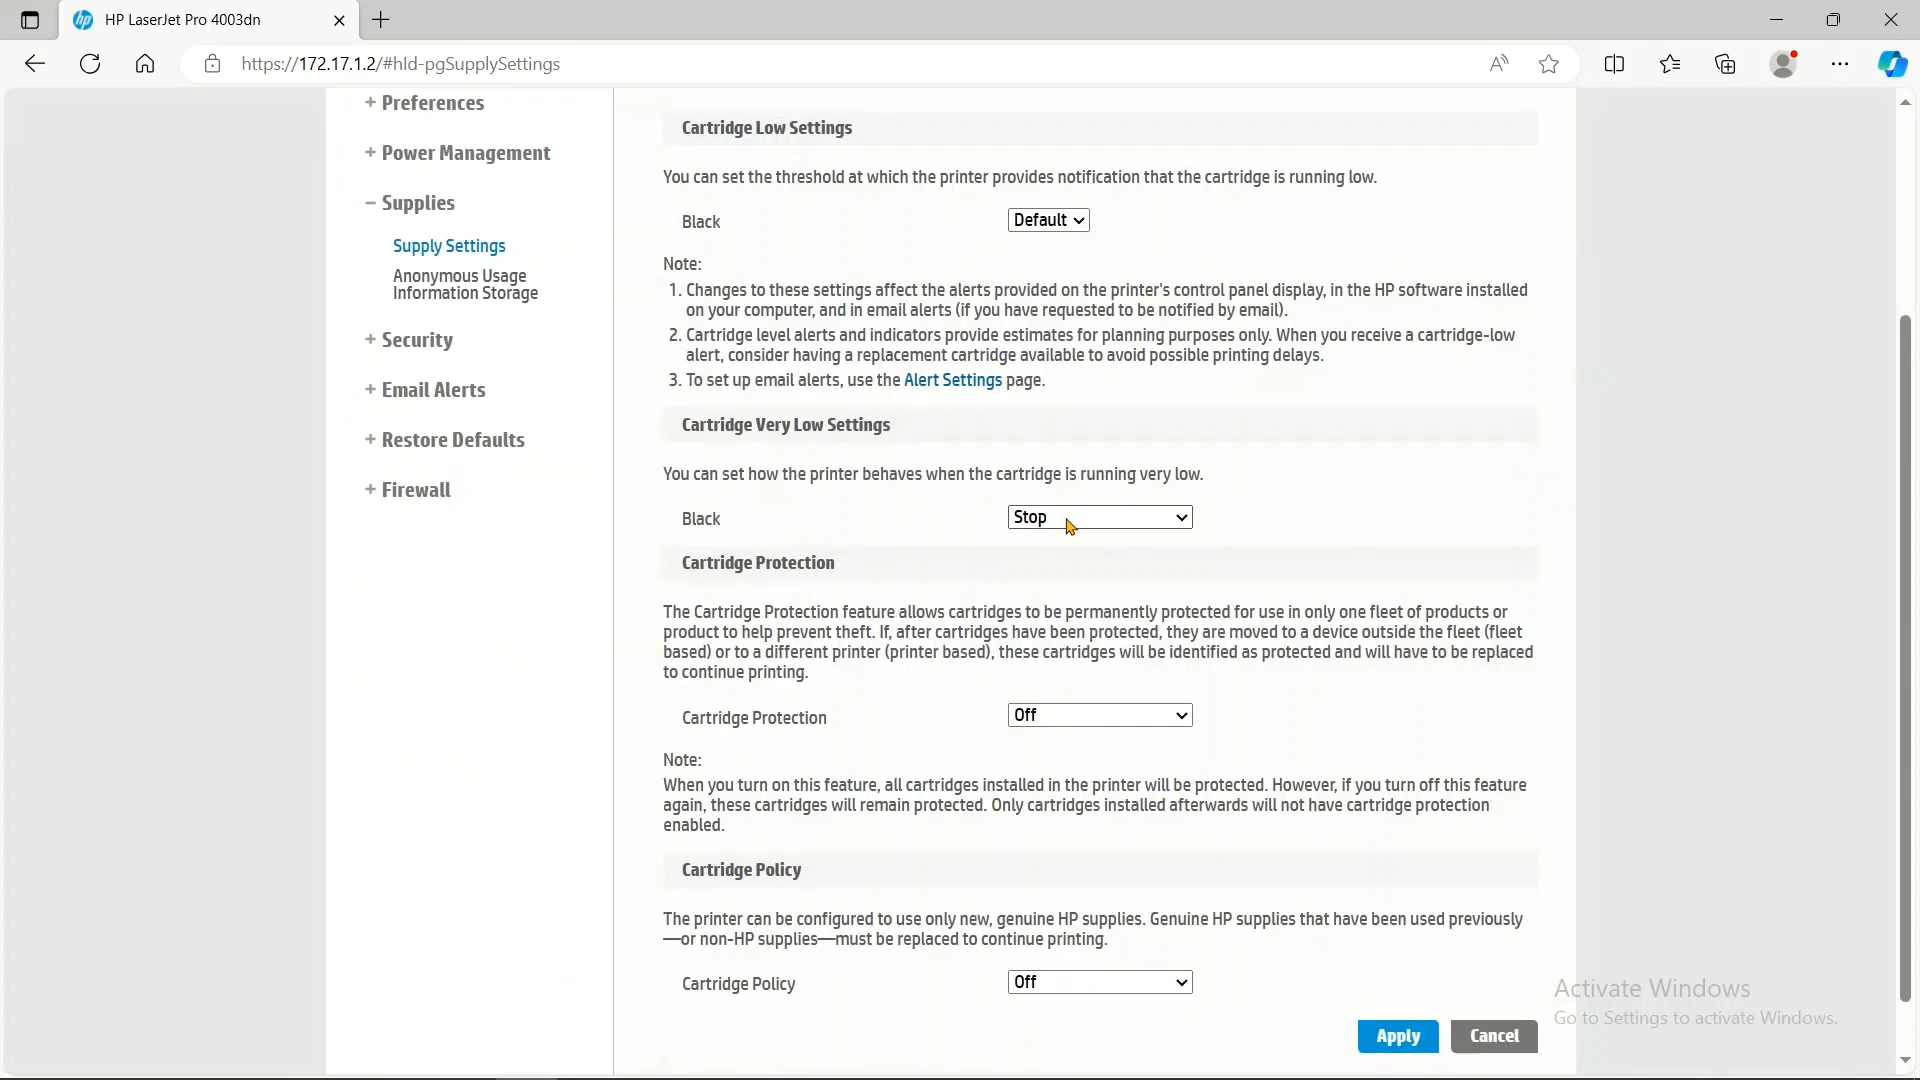 HP LaserJet Pro 4003dn
https://172.17.1.2/#hId-pgSupplySettings
+ Preferences
+ Power Management
− Supplies
Supply Settings
Anonymous Usage
Information Storage
+ Security
+ Email Alerts
+ Restore Defaults
+ Firewall
Cartridge Low Settings
You can set the threshold at which the printer provides notification that the cartridge is running low.
Black Default
Note:
1. Changes to these settings affect the alerts provided on the printer's control panel display, in the HP software installed
on your computer, and in email alerts (if you have requested to be notified by email).
2. Cartridge level alerts and indicators provide estimates for planning purposes only. When you receive a cartridge-low
alert, consider having a replacement cartridge available to avoid possible printing delays.
3. To set up email alerts, use the Alert Settings page.
Cartridge Very Low Settings
You can set how the printer behaves when the cartridge is running very low.
Black Stop
Cartridge Protection
The Cartridge Protection feature allows cartridges to be permanently protected for use in only one fleet of products or
product to help prevent theft. If, after cartridges have been protected, they are moved to a device outside the fleet (fleet
based) or to a different printer (printer based), these cartridges will be identified as protected and will have to be replaced
to continue printing.
Cartridge Protection Off
Note:
When you turn on this feature, all cartridges installed in the printer will be protected. However, if you turn off this feature
again, these cartridges will remain protected. Only cartridges installed afterwards will not have cartridge protection
enabled.
Cartridge Policy
The printer can be configured to use only new, genuine HP supplies. Genuine HP supplies that have been used previously
—or non-HP supplies—must be replaced to continue printing.
Cartridge Policy Off
Apply Cancel
Activate Windows
Go to Settings to activate Windows.